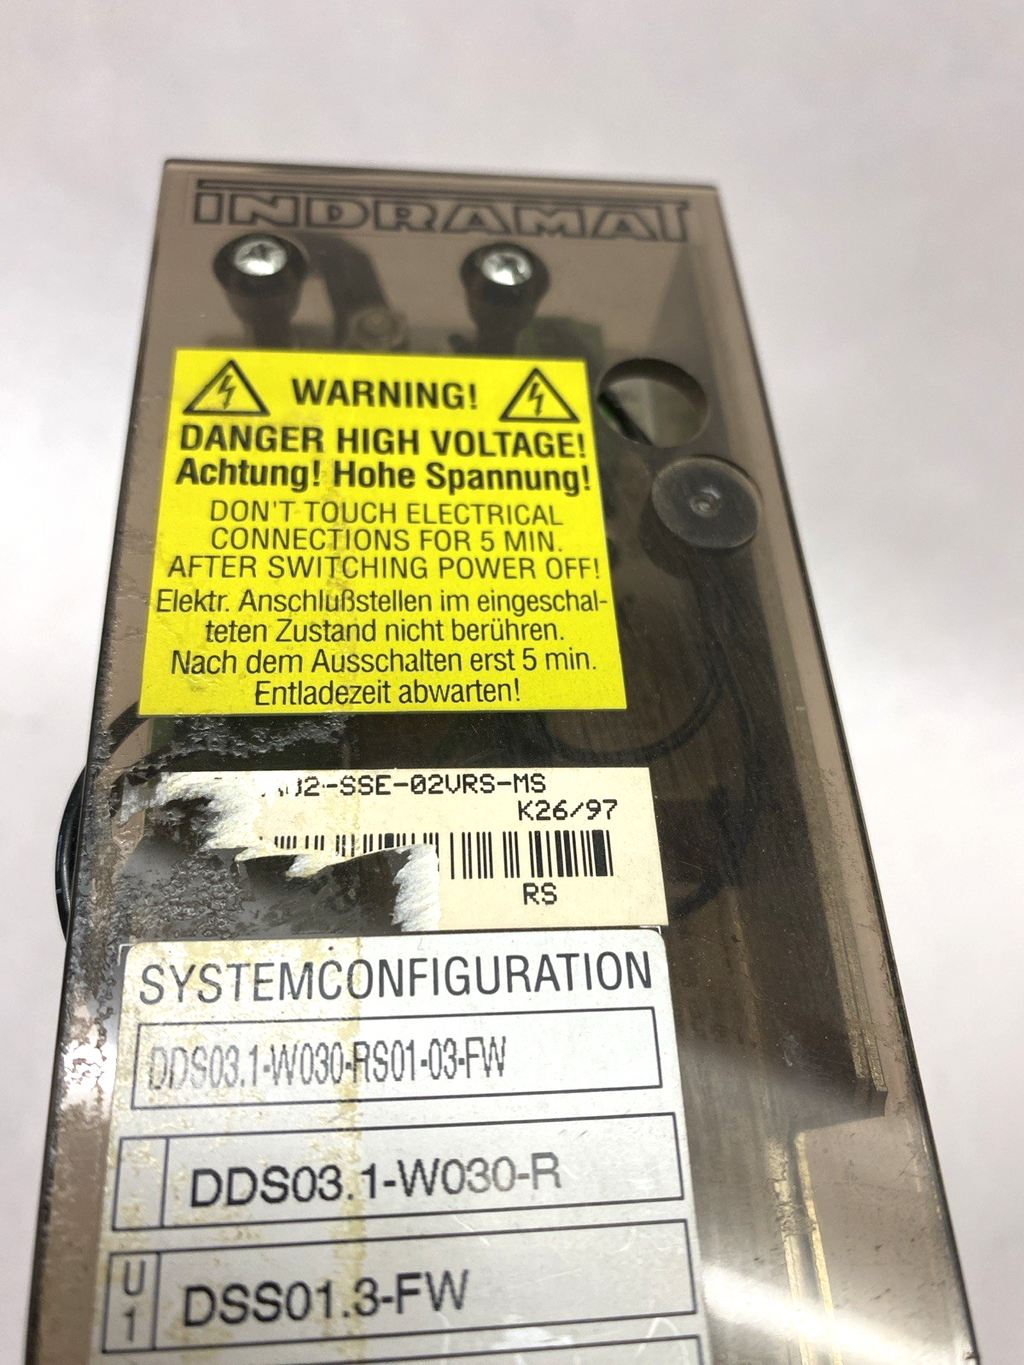 INDRAMAT
WARNING!
DANGER HIGH VOLTAGE!
Achtung! Hohe Spannung!
DON'T TOUCH ELECTRICAL
CONNECTIONS FOR 5 MIN.
AFTER SWITCHING POWER OFF!
Elektr. Anschlußstellen im eingeschal-
teten Zustand nicht berühren.
Nach dem Ausschalten erst 5 min.
Entladezeit abwarten!
02-SSE-02VRS-MS
K26/97
RS
SYSTEMCONFIGURATION
DDS03.1-W030-RS01-03-FW
DDS03.1-W030-R
U1 DSS01.3-FW